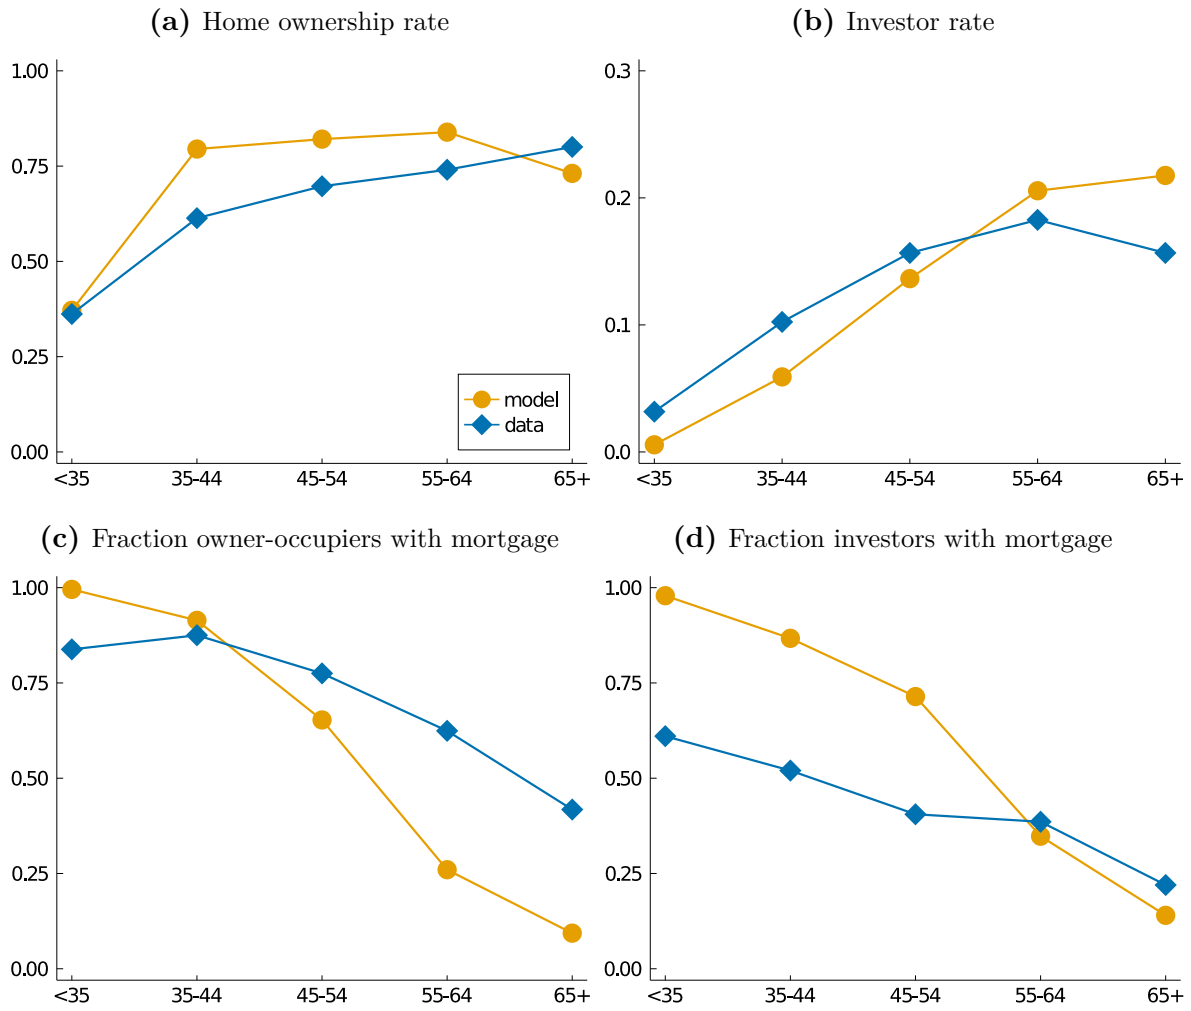 (a) Home ownership rate
1.00
0.75
0.50
0.25
0.00
model
data
<35 35-44 45-54 55-64 65+
(b) Investor rate
0.3
0.2
0.1
0.0
<35 35-44 45-54 55-64 65+
(c) Fraction owner-occupiers with mortgage
1.00
0.75
0.50
0.25
0.00
<35 35-44 45-54 55-64 65+
(d) Fraction investors with mortgage
1.00
0.75
0.50
0.25
0.00
<35 35-44 45-54 55-64 65+